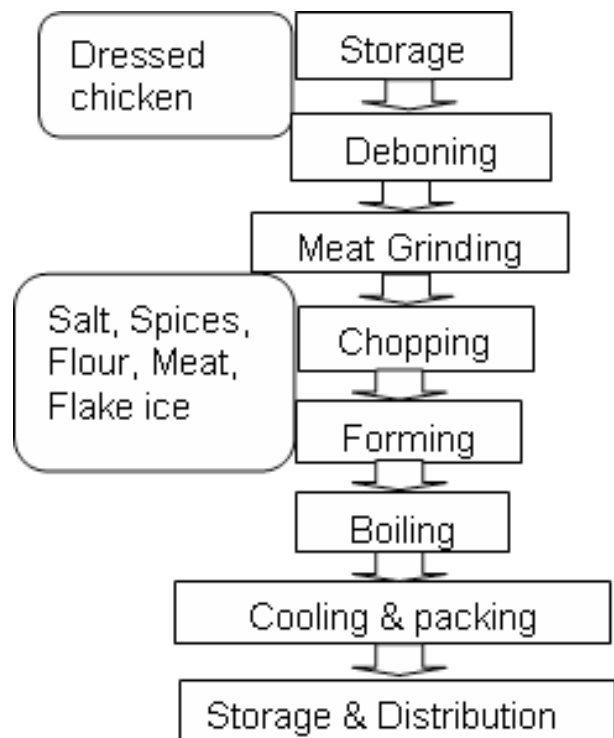 Dressed
chicken
Storage
Deboning
Meat Grinding
Salt, Spices,
Flour, Meat,
Flake ice
Chopping
Forming
Boiling
Cooling & packing
Storage & Distribution